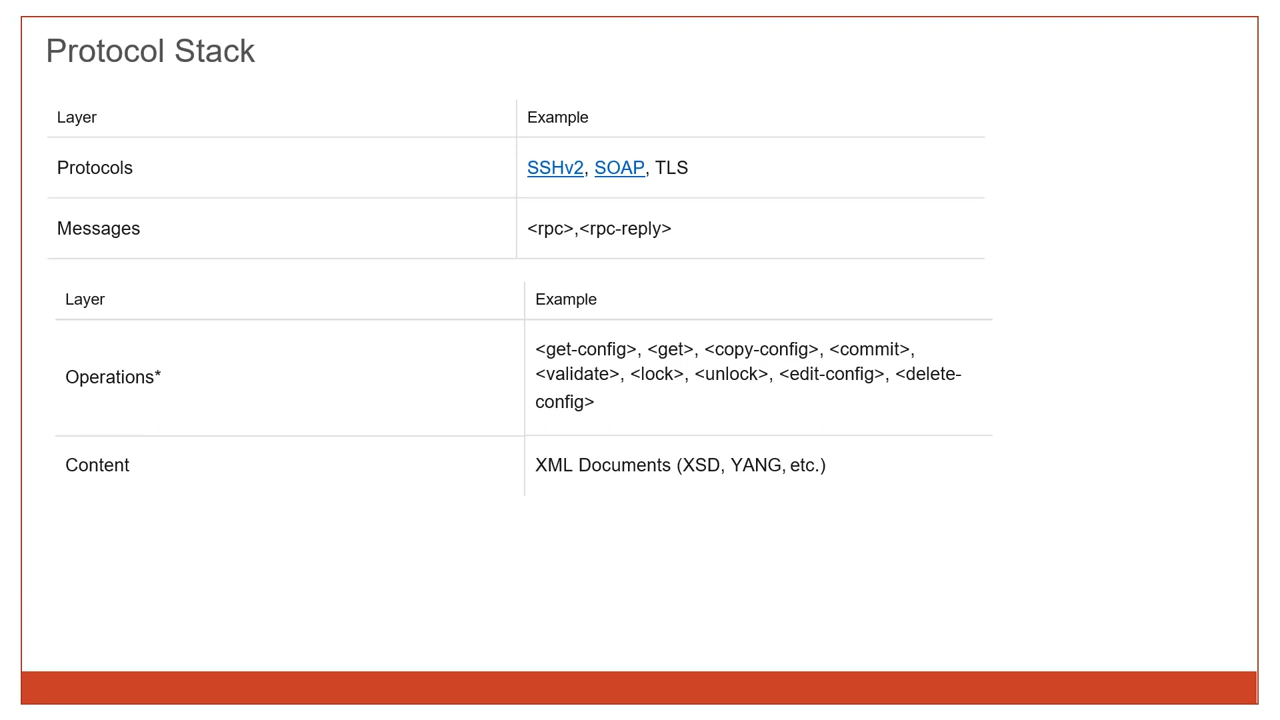 Protocol Stack
Layer
Example
Protocols
SSHv2, SOAP, TLS
Messages
<rpc>,<rpc-reply>
Layer
Example
Operations*
<get-config>, <get>, <copy-config>, <commit>,
<validate>, <lock>, <unlock>, <edit-config>, <delete-
config>
Content
XML Documents (XSD, YANG, etc.)